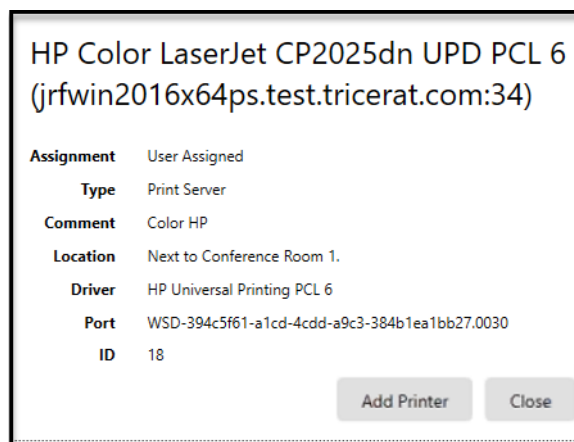 HP Color LaserJet CP2025dn UPD PCL 6
(jrfwin2016x64ps.test.tricerat.com:34)
Assignment User Assigned
Type Print Server
Comment Color HP
Location Next to Conference Room 1.
Driver HP Universal Printing PCL 6
Port WSD-394c5f61-a1cd-4cdd-a9c3-384b1ea1bb27.0030
ID 18
Add Printer Close